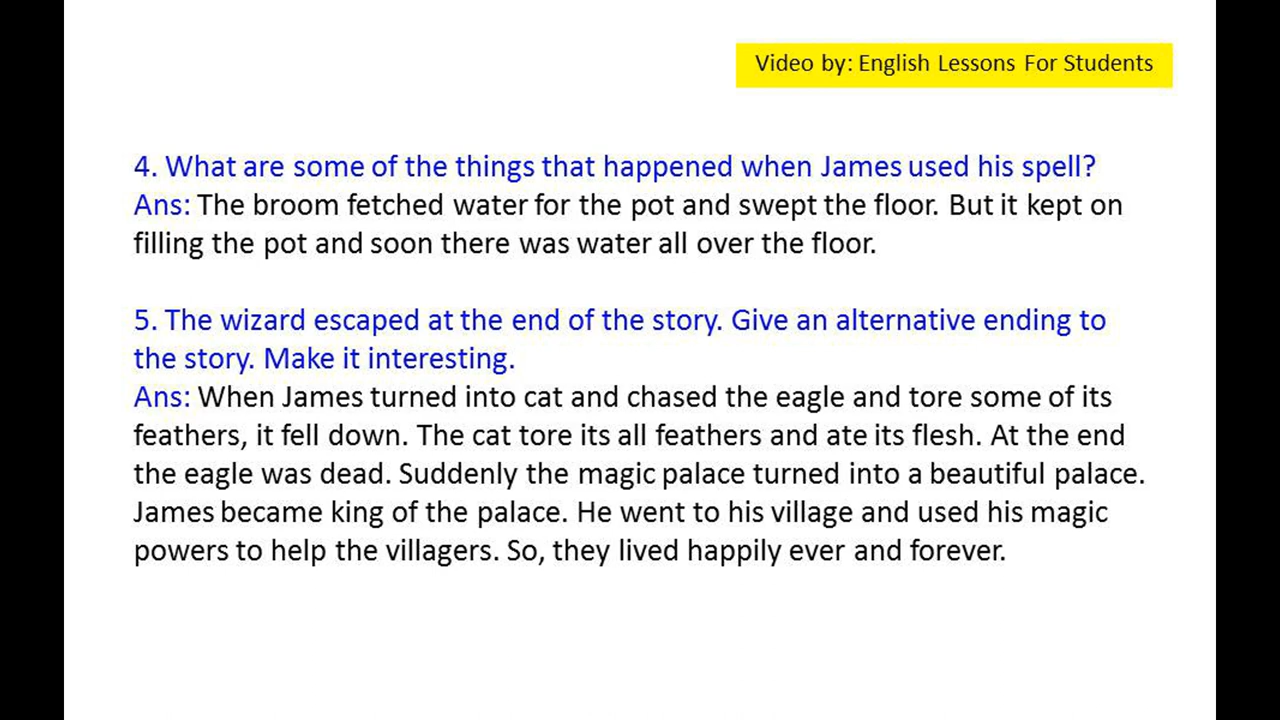 Video by: English Lessons For Students
4. What are some of the things that happened when James used his spell?
Ans: The broom fetched water for the pot and swept the floor. But it kept on
filling the pot and soon there was water all over the floor.
5. The wizard escaped at the end of the story. Give an alternative ending to
the story. Make it interesting.
Ans: When James turned into cat and chased the eagle and tore some of its
feathers, it fell down. The cat tore its all feathers and ate its flesh. At the end
the eagle was dead. Suddenly the magic palace turned into a beautiful palace.
James became king of the palace. He went to his village and used his magic
powers to help the villagers. So, they lived happily ever and forever.